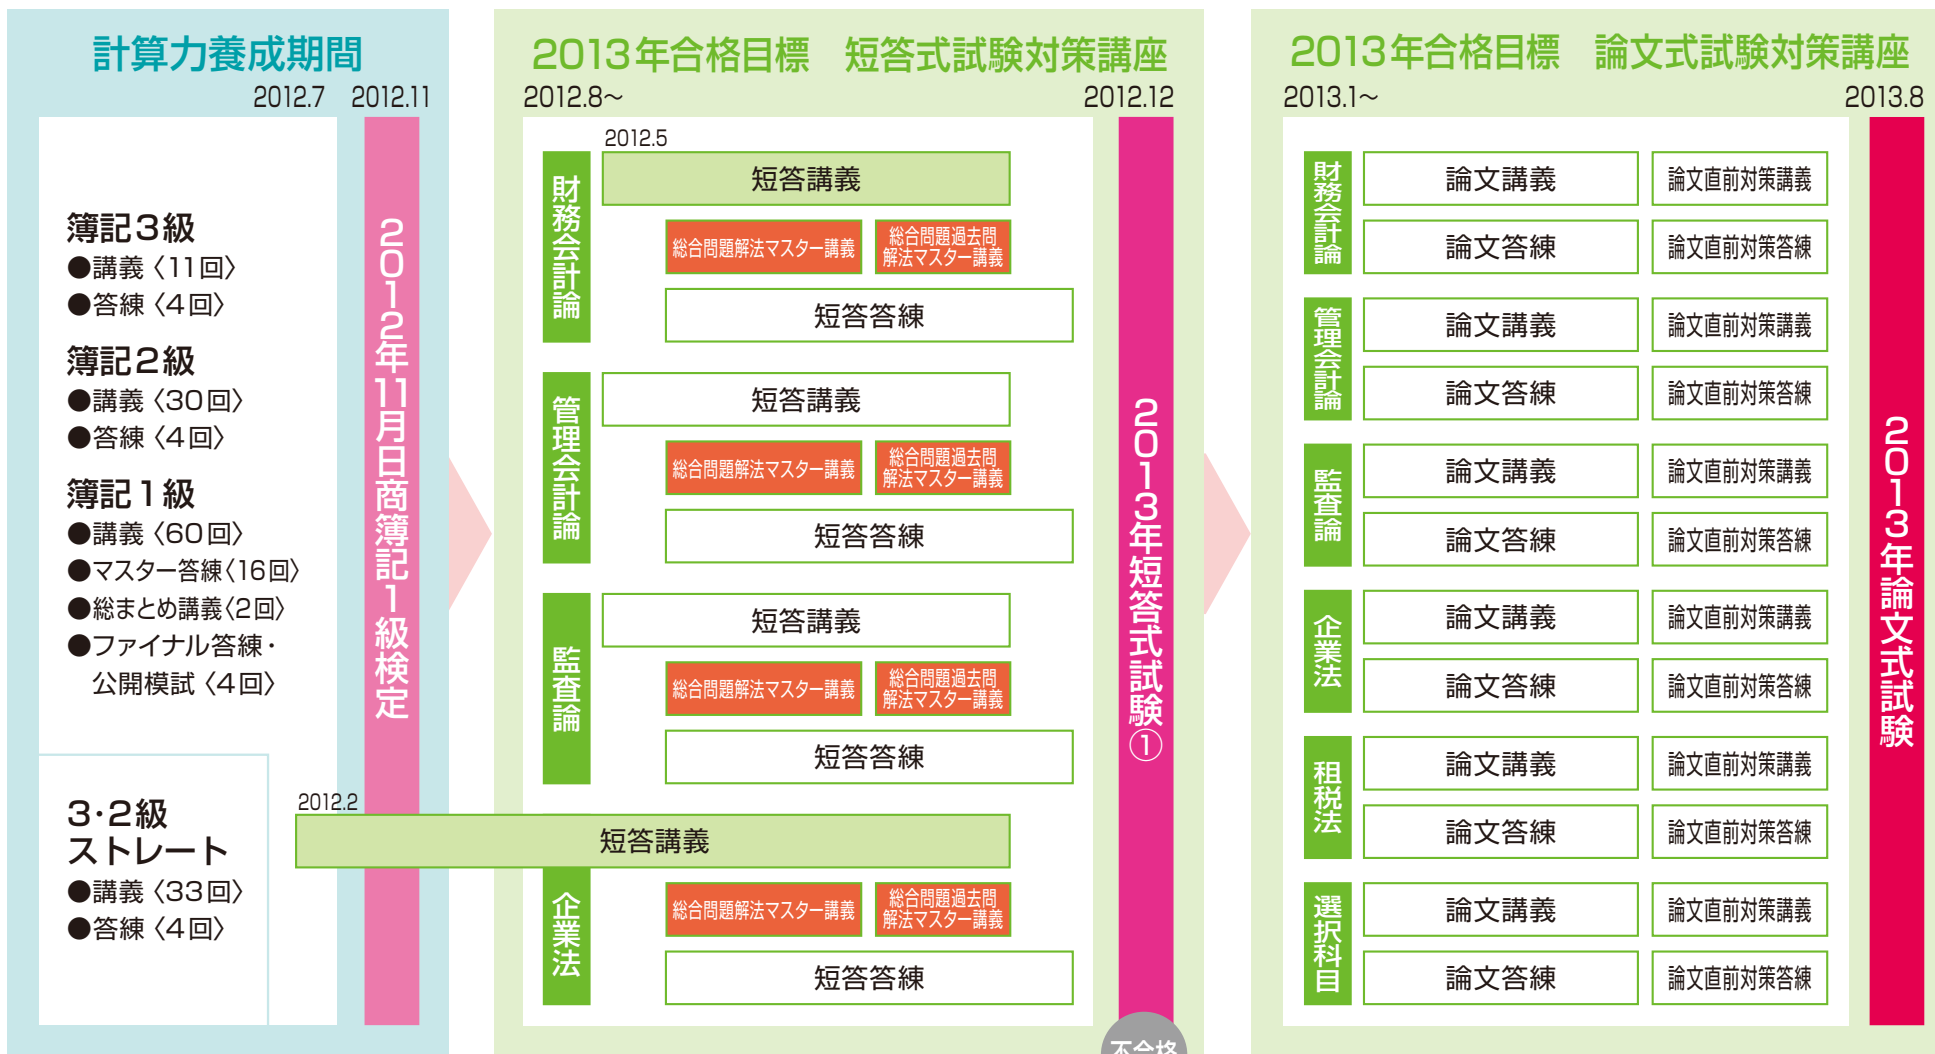 計算力養成期間
2012.7 2012.11
簿記3級
●講義〈11回〉
●答練〈4回〉
簿記2級
●講義〈30回〉
●答練〈4回〉
簿記1級
●講義〈60回〉
●マスター答練〈16回〉
●総まとめ講義〈2回〉
●ファイナル答練・
公開模試〈4回〉
3・2級
ストレート
●講義〈33回〉
●答練〈4回〉
2012年11月日商簿記1級検定
2013年合格目標 短答式試験対策講座
2012.8～ 2012.12
財務会計論
2012.5
短答講義
総合問題解法マスター講義
総合問題過去問
解法マスター講義
短答答練
管理会計論
短答講義
総合問題解法マスター講義
総合問題過去問
解法マスター講義
短答答練
監査論
短答講義
総合問題解法マスター講義
総合問題過去問
解法マスター講義
短答答練
企業法
2012.2
短答講義
総合問題解法マスター講義
総合問題過去問
解法マスター講義
短答答練
2013年短答式試験①
不合格
2013年合格目標 論文式試験対策講座
2013.1～ 2013.8
財務会計論
論文講義 論文直前対策講義
論文答練 論文直前対策答練
管理会計論
論文講義 論文直前対策講義
論文答練 論文直前対策答練
監査論
論文講義 論文直前対策講義
論文答練 論文直前対策答練
企業法
論文講義 論文直前対策講義
論文答練 論文直前対策答練
租税法
論文講義 論文直前対策講義
論文答練 論文直前対策答練
選択科目
論文講義 論文直前対策講義
論文答練 論文直前対策答練
2013年論文式試験